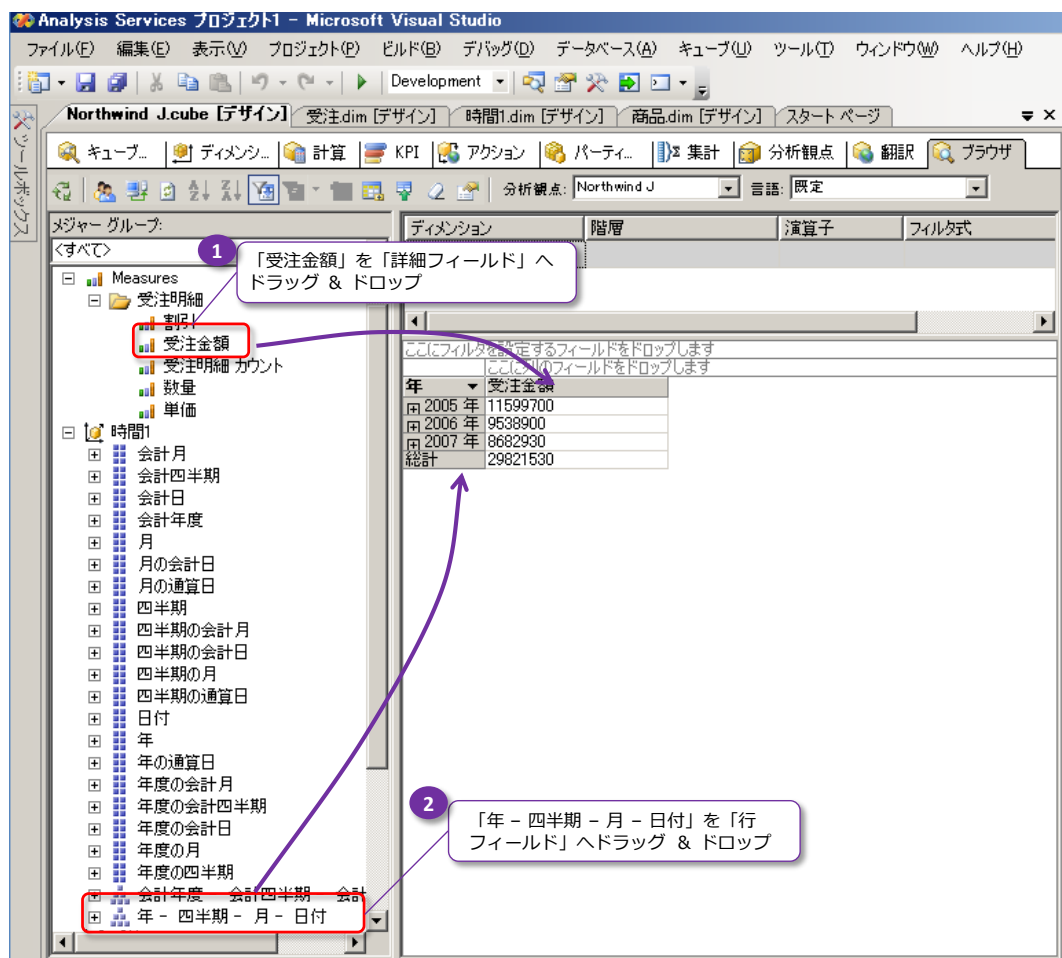 Analysis Services プロジェクト1 - Microsoft Visual Studio
ファイル(F) 編集(E) 表示(V) プロジェクト(P) ビルド(B) デバッグ(D) データベース(A) キューブ(U) ツール(T) ウィンドウ(W) ヘルプ(H)
Development
Northwind J.cube [デザイン] 受注.dim [デザイン] 時間1.dim [デザイン] 商品.dim [デザイン] スタート ページ
ツールボックス
キューブ... ディメンシ... 計算 KPI アクション パーティ... 集計 分析観点 翻訳 ブラウザ
分析観点: Northwind J 言語: 既定
メジャー グループ:
<すべて>
ディメンション 階層 演算子 フィルタ式
1
「受注金額」を「詳細フィールド」へ
ドラッグ & ドロップ
Measures
受注明細
割引
受注金額
受注明細 カウント
数量
単価
時間1
会計月
会計四半期
会計日
会計年度
月
月の会計日
月の通算日
四半期
四半期の会計月
四半期の会計日
四半期の月
四半期の通算日
日付
年
年の通算日
年度の会計月
年度の会計四半期
年度の会計日
年度の月
年度の四半期
会計年度 会計四半期 会計
年 - 四半期 - 月 - 日付
ここにフィルタを設定するフィールドをドロップします
ここに列のフィールドをドロップします
年 受注金額
2005 年 11599700
2006 年 9538900
2007 年 8682930
総計 29821530
2
「年 – 四半期 – 月 – 日付」を「行
フィールド」へドラッグ & ドロップ